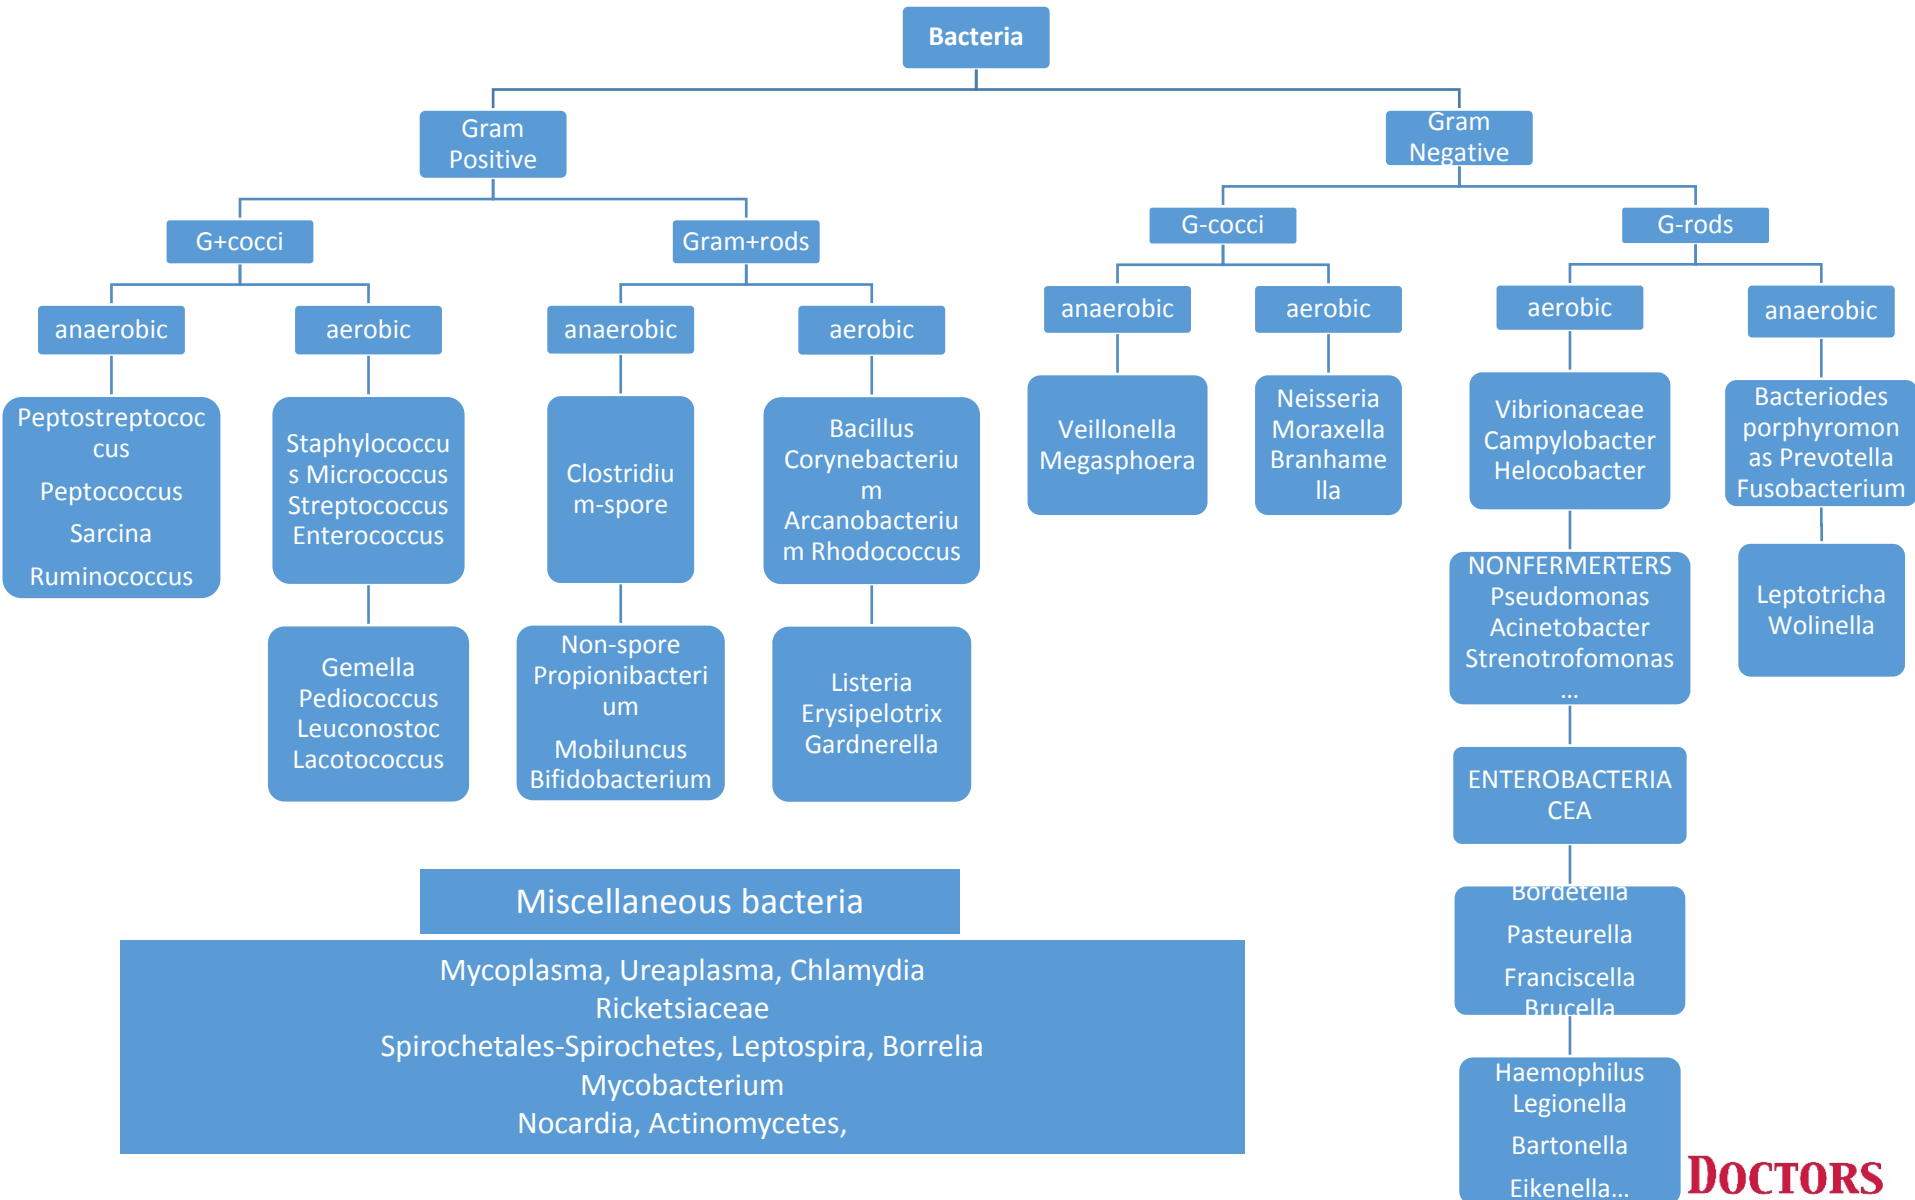 Bacteria
Gram
Positive
Gram
Negative
G+cocci
Gram+rods
G-cocci
G-rods
anaerobic
aerobic
anaerobic
aerobic
anaerobic
aerobic
aerobic
anaerobic
Peptostreptococ
cus
Peptococcus
Sarcina
Ruminococcus
Staphylococcu
s Micrococcus
Streptococcus
Enterococcus
Gemella
Pediococcus
Leuconostoc
Lacotococcus
Clostridiu
m-spore
Non-spore
Propionibacteri
um
Mobiluncus
Bifidobacterium
Bacillus
Corynebacteriu
m
Arcanobacteriu
m Rhodococcus
Listeria
Erysipelotrix
Gardnerella
Veillonella
Megasphoera
Neisseria
Moraxella
Branhame
lla
Vibrionaceae
Campylobacter
Helocobacter
NONFERMERTERS
Pseudomonas
Acinetobacter
Strenotrofomonas
...
ENTEROBACTERIA
CEA
Bordetella
Pasteurella
Franciscella
Brucella
Haemophilus
Legionella
Bartonella
Eikenella...
Bacteriodes
porphyromon
as Prevotella
Fusobacterium
Leptotricha
Wolinella
Miscellaneous bacteria
Mycoplasma, Ureaplasma, Chlamydia
Ricketsiaceae
Spirochetales-Spirochetes, Leptospira, Borrelia
Mycobacterium
Nocardia, Actinomycetes,
DOCTORS